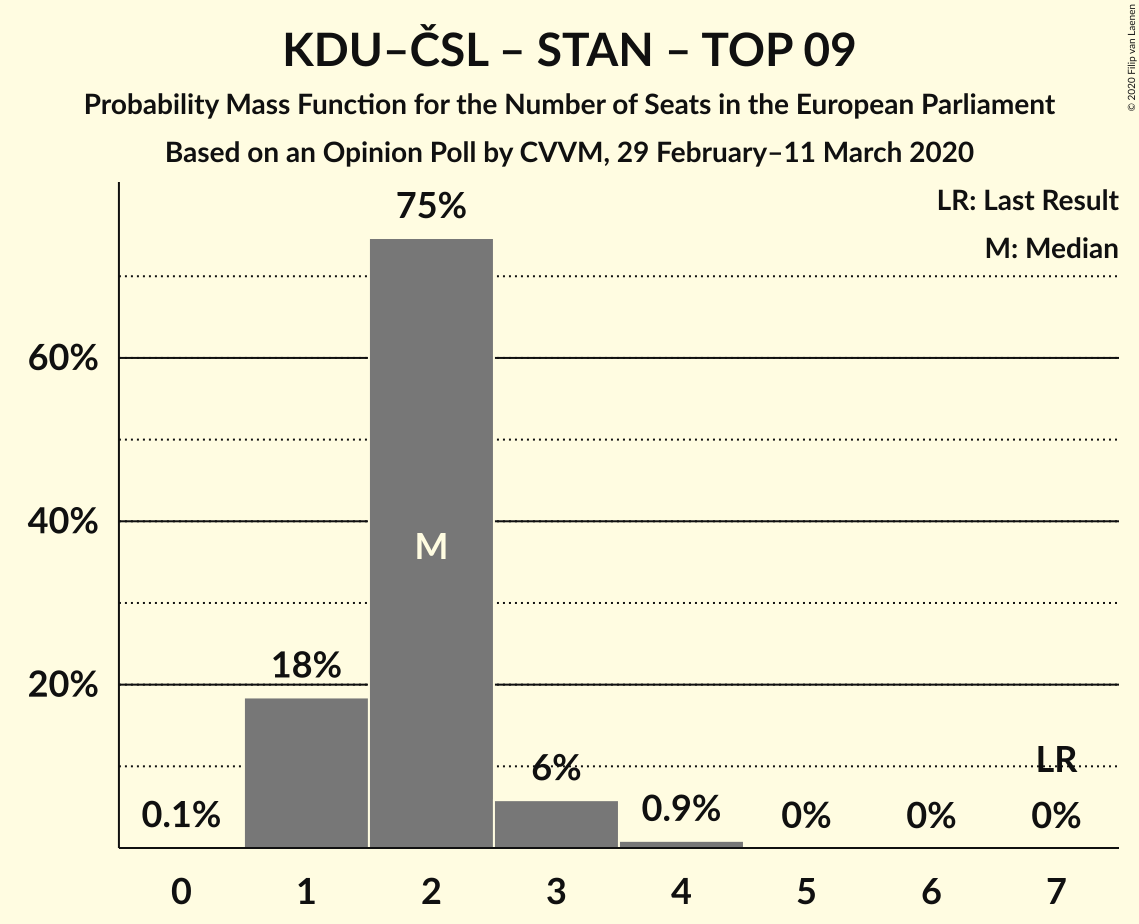 KDU–ČSL – STAN – TOP 09
Probability Mass Function for the Number of Seats in the European Parliament
Based on an Opinion Poll by CVVM, 29 February–11 March 2020
© 2020 Filip van Laenen
LR: Last Result
M: Median
75%
60%
40%
M
18%
20%
6%
LR
0.1%
0.9%
0%
0%
0%
0 1 2 3 4 5 6 7